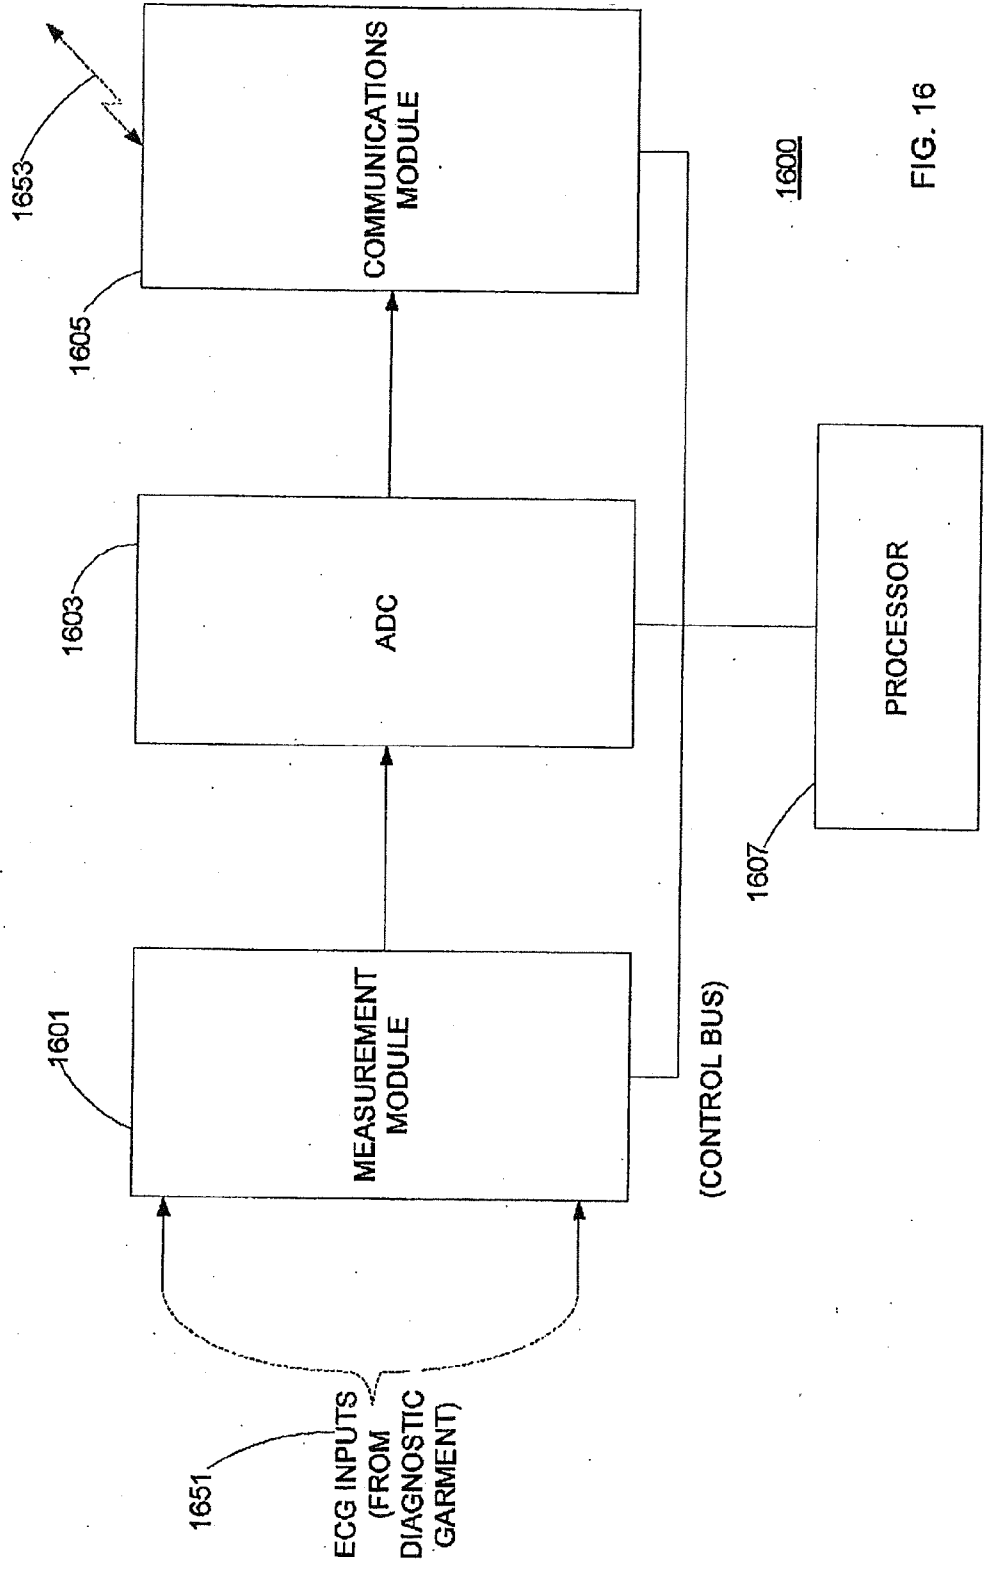 1651
ECG INPUTS
(FROM
DIAGNOSTIC
GARMENT)
1601
MEASUREMENT
MODULE
1603
ADC
1605
COMMUNICATIONS
MODULE
1653
(CONTROL BUS)
1607
PROCESSOR
1600
FIG. 16